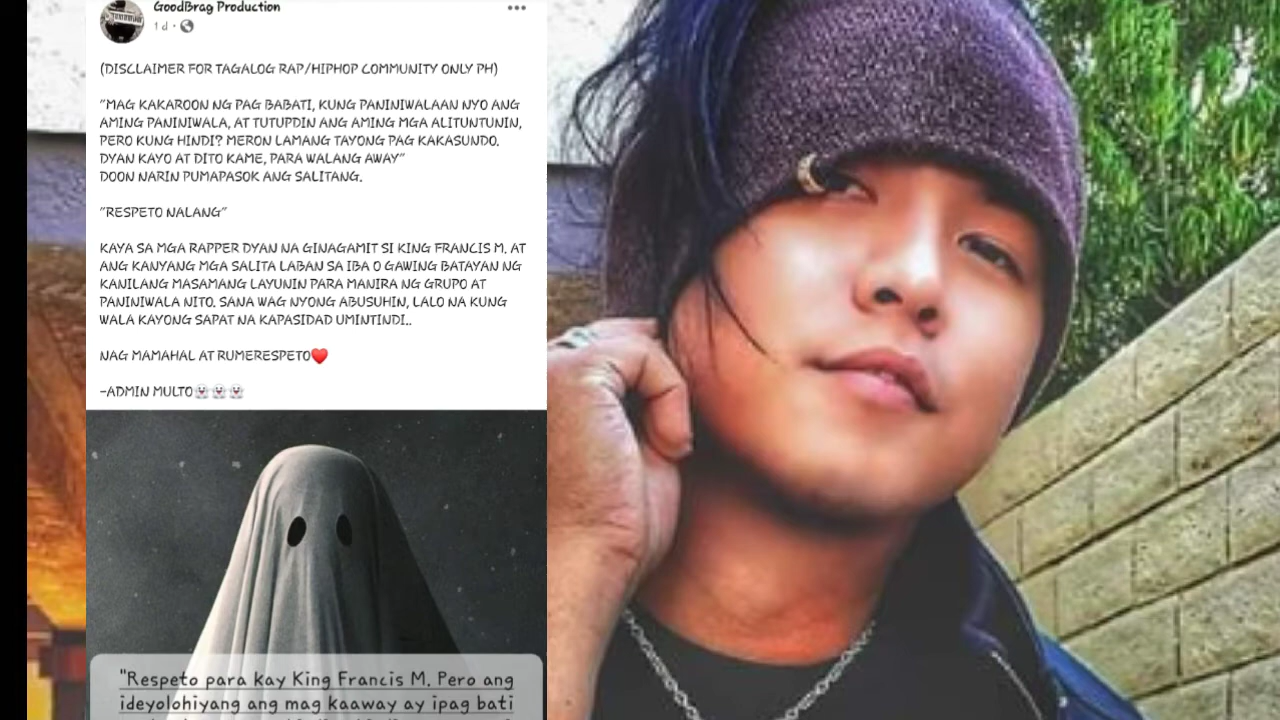 GoodBrag Production
1 d ·
(DISCLAIMER FOR TAGALOG RAP/HIPHOP COMMUNITY ONLY PH)
"MAG KAKAROON NG PAG BABATI, KUNG PANINIWALAAN NYO ANG
AMING PANINIWALA, AT TUTUPDIN ANG AMING MGA ALITUNTUNIN,
PERO KUNG HINDI? MERON LAMANG TAYONG PAG KAKASUNDO.
DYAN KAYO AT DITO KAME, PARA WALANG AWAY"
DOON NARIN PUMAPASOK ANG SALITANG.
"RESPETO NALANG"
KAYA SA MGA RAPPER DYAN NA GINAGAMIT SI KING FRANCIS M. AT
ANG KANYANG MGA SALITA LABAN SA IBA O GAWING BATAYAN NG
KANILANG MASAMANG LAYUNIN PARA MANIRA NG GRUPO AT
PANINIWALA NITO. SANA WAG NYONG ABUSUHIN, LALO NA KUNG
WALA KAYONG SAPAT NA KAPASIDAD UMINTINDI..
NAG MAMAHAL AT RUMERESPETO❤️
-ADMIN MULTO👻👻👻
"Respeto para kay King Francis M. Pero ang
ideyolohiyang ang mag kaaway ay ipag bati